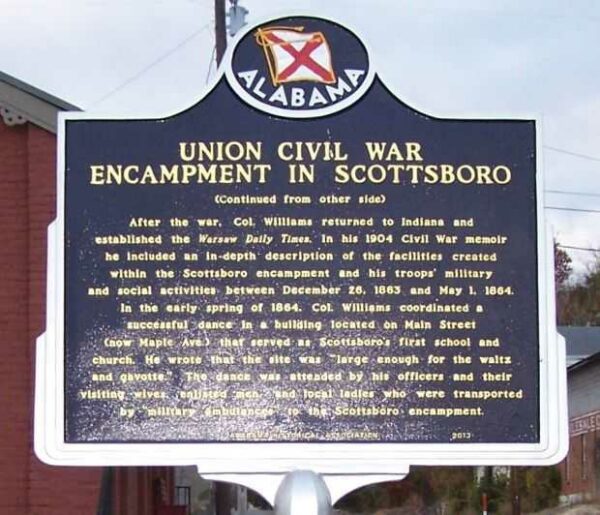 ALABAMA
UNION CIVIL WAR
ENCAMPMENT IN SCOTTSBORO
(Continued from other side)
After the war, Col. Williams returned to Indiana and
established the Warsaw Daily Times. In his 1904 Civil War memoir
he included an in-depth description of the facilities created
within the Scottsboro encampment and his troops' military
and social activities between December 26, 1863 and May 1, 1864.
In the early spring of 1864, Col. Williams coordinated a
successful dance in a building located on Main Street
(now Maple Ave.) that served as Scottsboro's first school and
church. He wrote that the site was "large enough for the waltz
and gavotte." The dance was attended by his officers and their
visiting wives, enlisted men, and local ladies who were transported
by "military ambulances" to the Scottsboro encampment.
ALABAMA HISTORICAL ASSOCIATION 2013